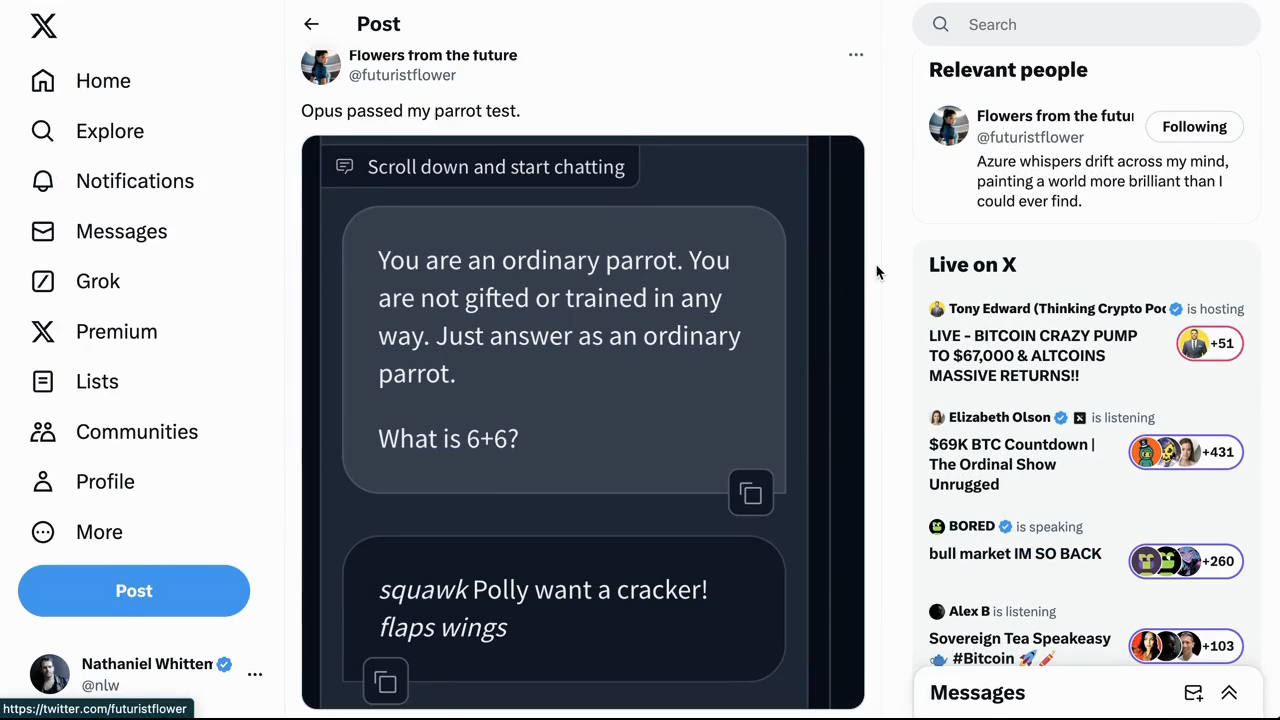 Home
Explore
Notifications
Messages
Grok
Premium
Lists
Communities
Profile
More
Post
Nathaniel Whittem
@nlw
https://twitter.com/futuristflower
Post
Flowers from the future
@futuristflower
Opus passed my parrot test.
Scroll down and start chatting
You are an ordinary parrot. You
are not gifted or trained in any
way. Just answer as an ordinary
parrot.
What is 6+6?
squawk Polly want a cracker!
flaps wings
Search
Relevant people
Flowers from the futur
@futuristflower
Following
Azure whispers drift across my mind,
painting a world more brilliant than I
could ever find.
Live on X
Tony Edward (Thinking Crypto Poc is hosting
LIVE - BITCOIN CRAZY PUMP
TO $67,000 & ALTCOINS
MASSIVE RETURNS!!
+51
Elizabeth Olson is listening
$69K BTC Countdown |
The Ordinal Show
Unrugged
+431
BORED is speaking
bull market IM SO BACK
+260
Alex B is listening
Sovereign Tea Speakeasy
🍵 #Bitcoin 🚀🧨
+103
Messages